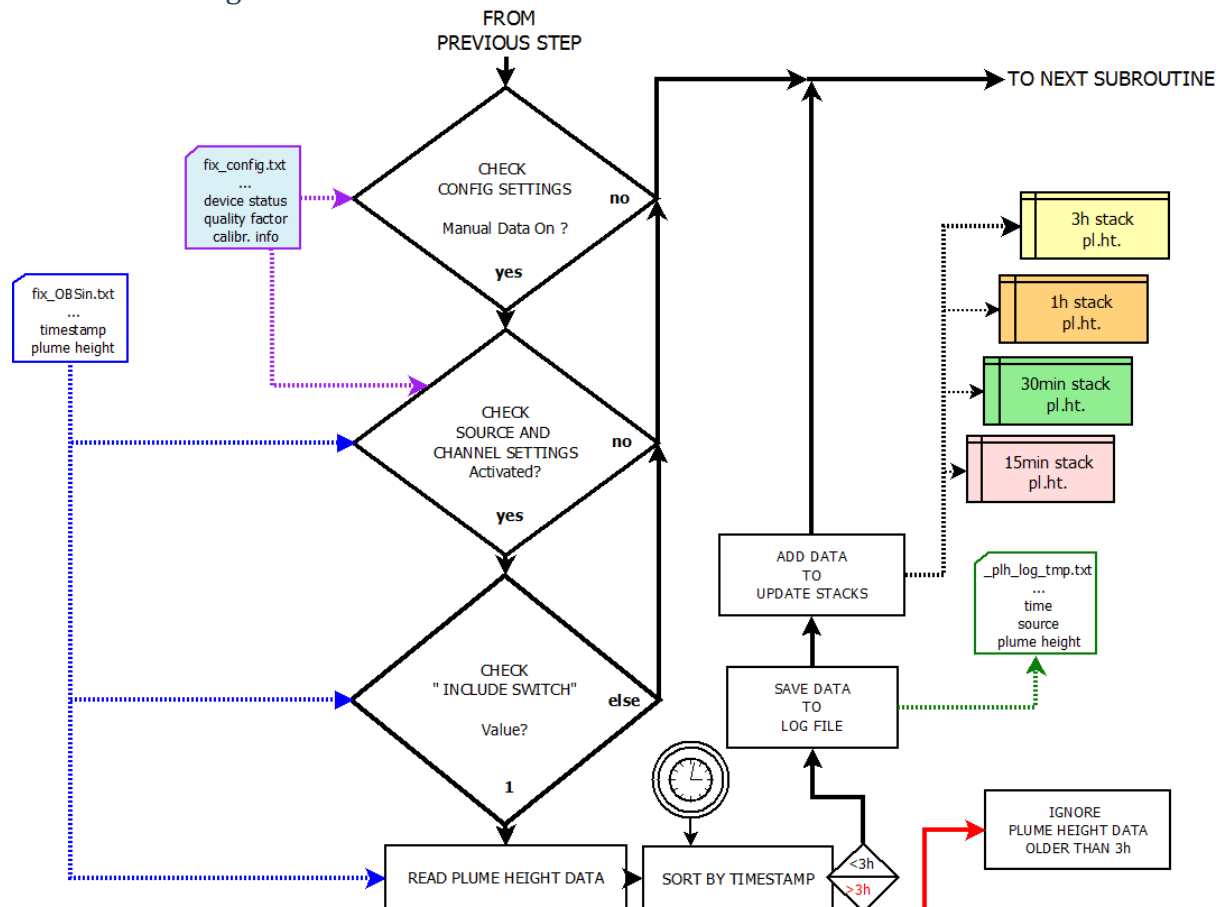 FROM
PREVIOUS STEP
TO NEXT SUBROUTINE
CHECK
CONFIG SETTINGS
Manual Data On ?
no
yes
fix_config.txt
...
device status
quality factor
calibr. info
fix_OBSin.txt
...
timestamp
plume height
CHECK
SOURCE AND
CHANNEL SETTINGS
Activated?
no
yes
CHECK
" INCLUDE SWITCH"
Value?
else
1
READ PLUME HEIGHT DATA
SORT BY TIMESTAMP
<3h
>3h
IGNORE
PLUME HEIGHT DATA
OLDER THAN 3h
SAVE DATA
TO
LOG FILE
_plh_log_tmp.txt
...
time
source
plume height
ADD DATA
TO
UPDATE STACKS
3h stack
pl.ht.
1h stack
pl.ht.
30min stack
pl.ht.
15min stack
pl.ht.